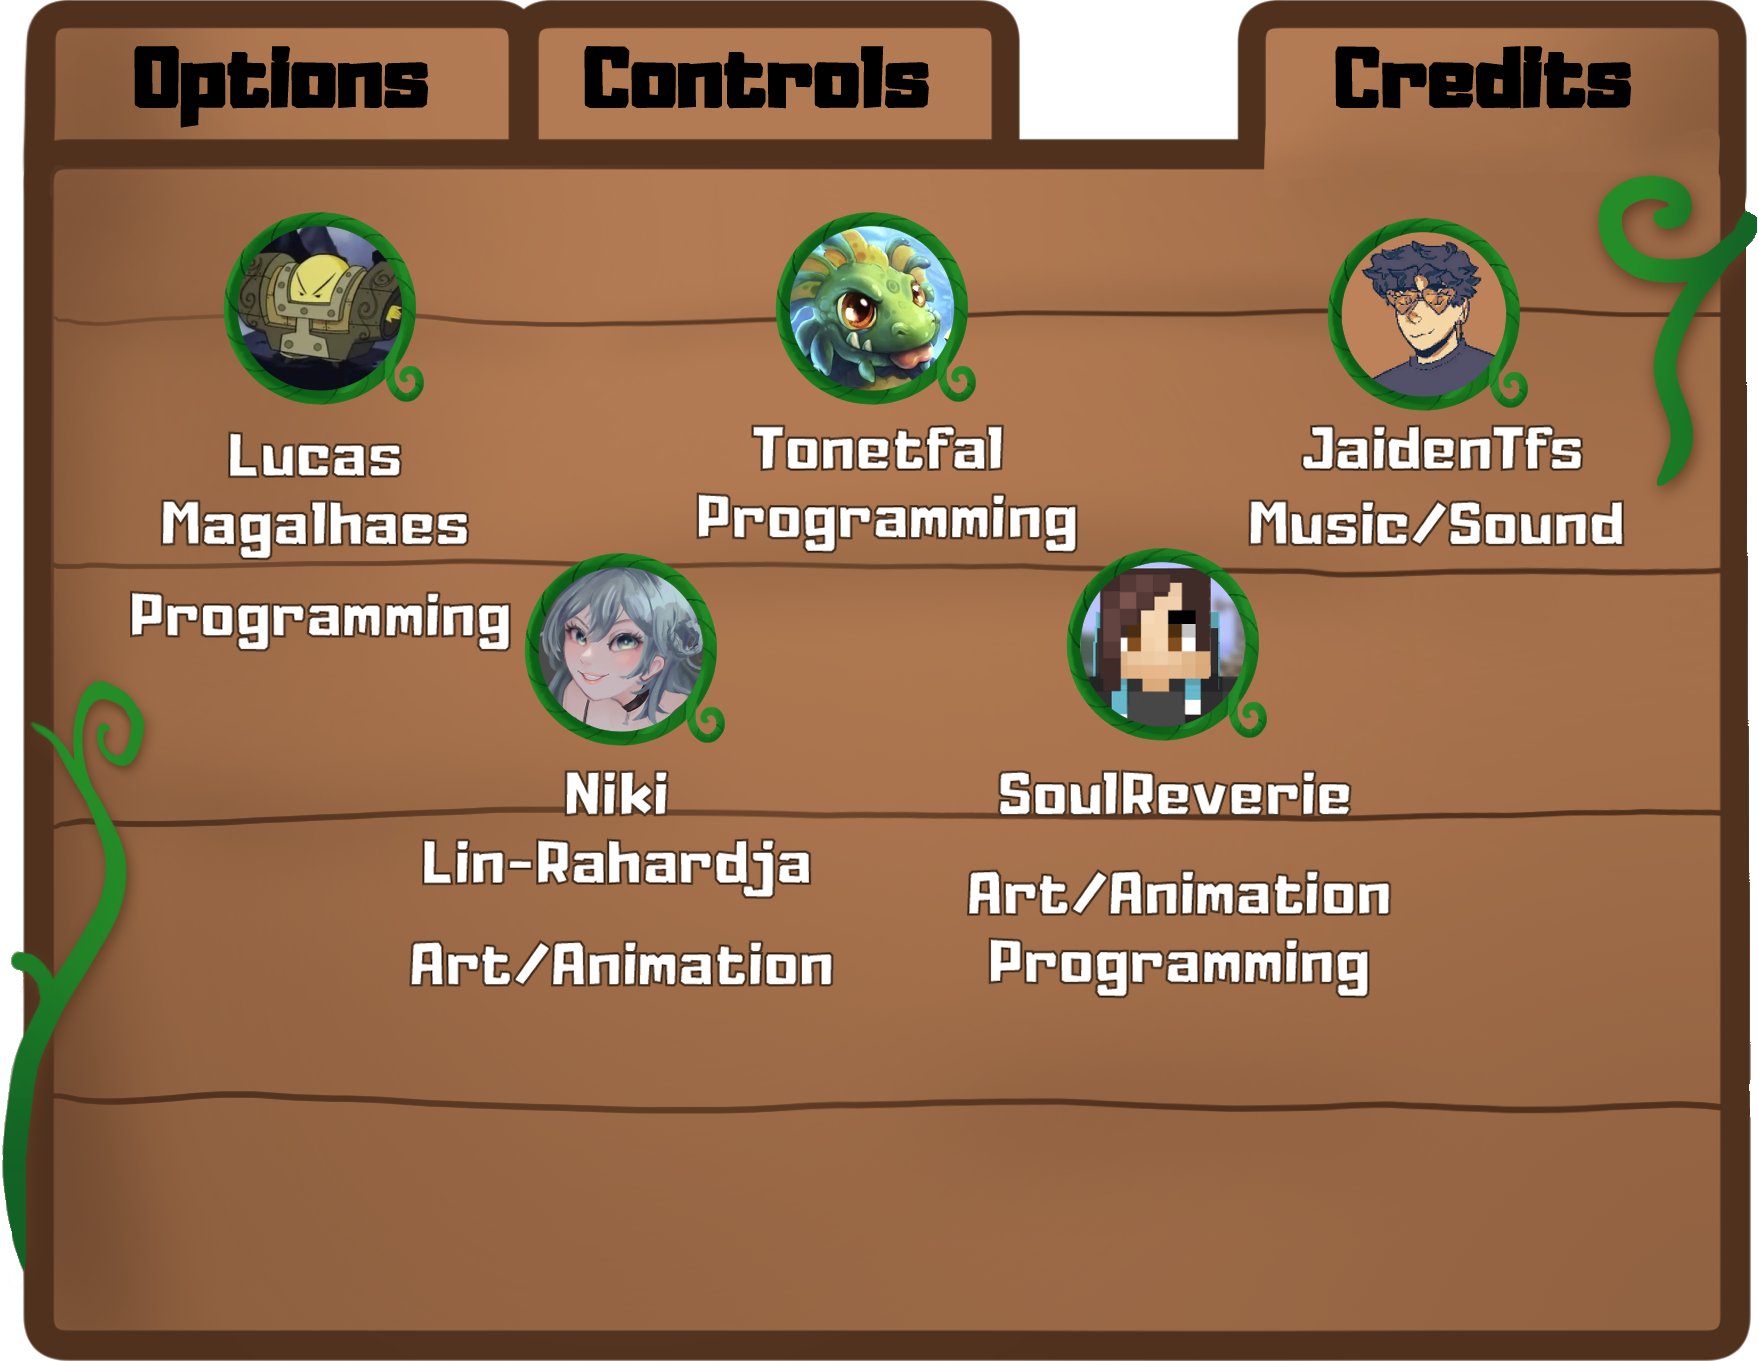 Options
Controls
Credits
Lucas
Magalhaes
Programming
Tonetfal
Programming
JaidenTfs
Music/Sound
Niki
Lin-Rahardja
Art/Animation
SoulReverie
Art/Animation
Programming